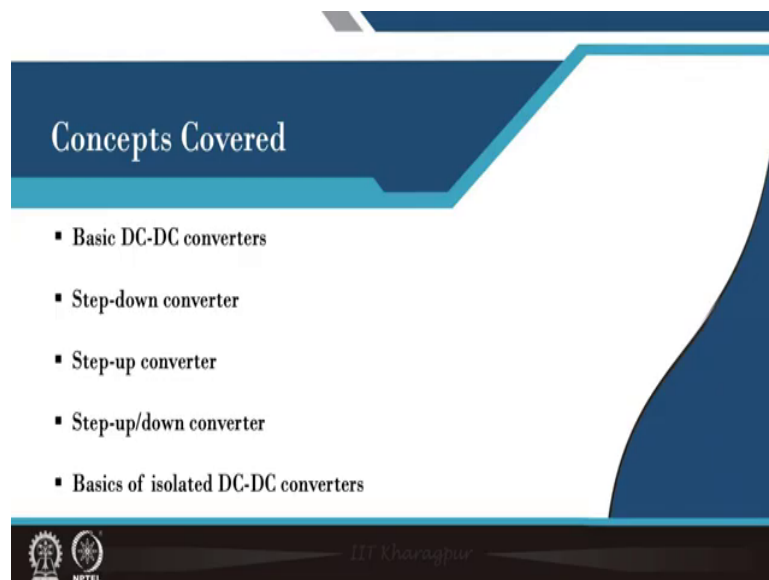 Concepts Covered
▪ Basic DC-DC converters
▪ Step-down converter
▪ Step-up converter
▪ Step-up/down converter
▪ Basics of isolated DC-DC converters
IIT Kharagpur
NPTEL